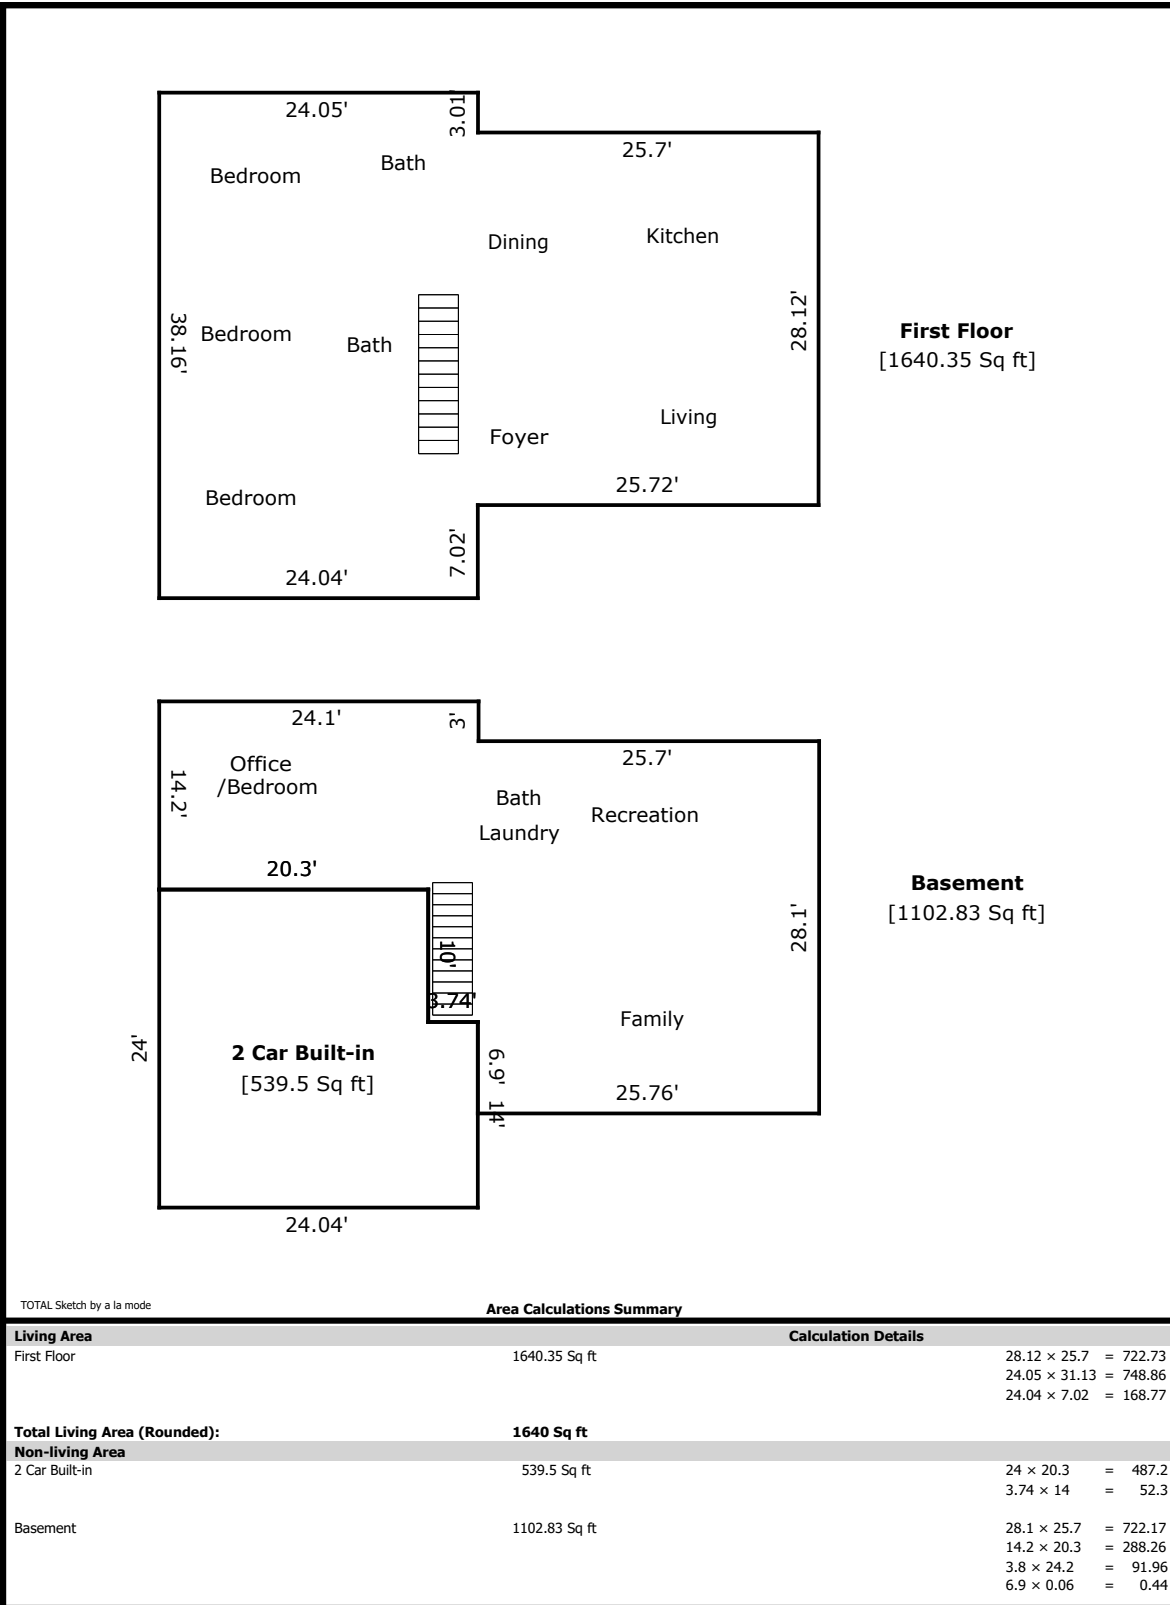 24.05'
3.01'
25.7'
Bedroom
Bath
Dining
Kitchen
38.16'
Bedroom
Bath
28.12'
First Floor
[1640.35 Sq ft]
Living
Foyer
25.72'
Bedroom
7.02'
24.04'
24.1'
3'
25.7'
Office
/Bedroom
14.2'
Bath
Laundry
Recreation
20.3'
Basement
[1102.83 Sq ft]
28.1'
10'
3.74'
Family
24'
2 Car Built-in
[539.5 Sq ft]
6.9'
14'
25.76'
24.04'
TOTAL Sketch by a la mode
Area Calculations Summary
Living Area Calculation Details
First Floor 1640.35 Sq ft 28.12 × 25.7 = 722.73
24.05 × 31.13 = 748.86
24.04 × 7.02 = 168.77
Total Living Area (Rounded): 1640 Sq ft
Non-living Area
2 Car Built-in 539.5 Sq ft 24 × 20.3 = 487.2
3.74 × 14 = 52.3
Basement 1102.83 Sq ft 28.1 × 25.7 = 722.17
14.2 × 20.3 = 288.26
3.8 × 24.2 = 91.96
6.9 × 0.06 = 0.44